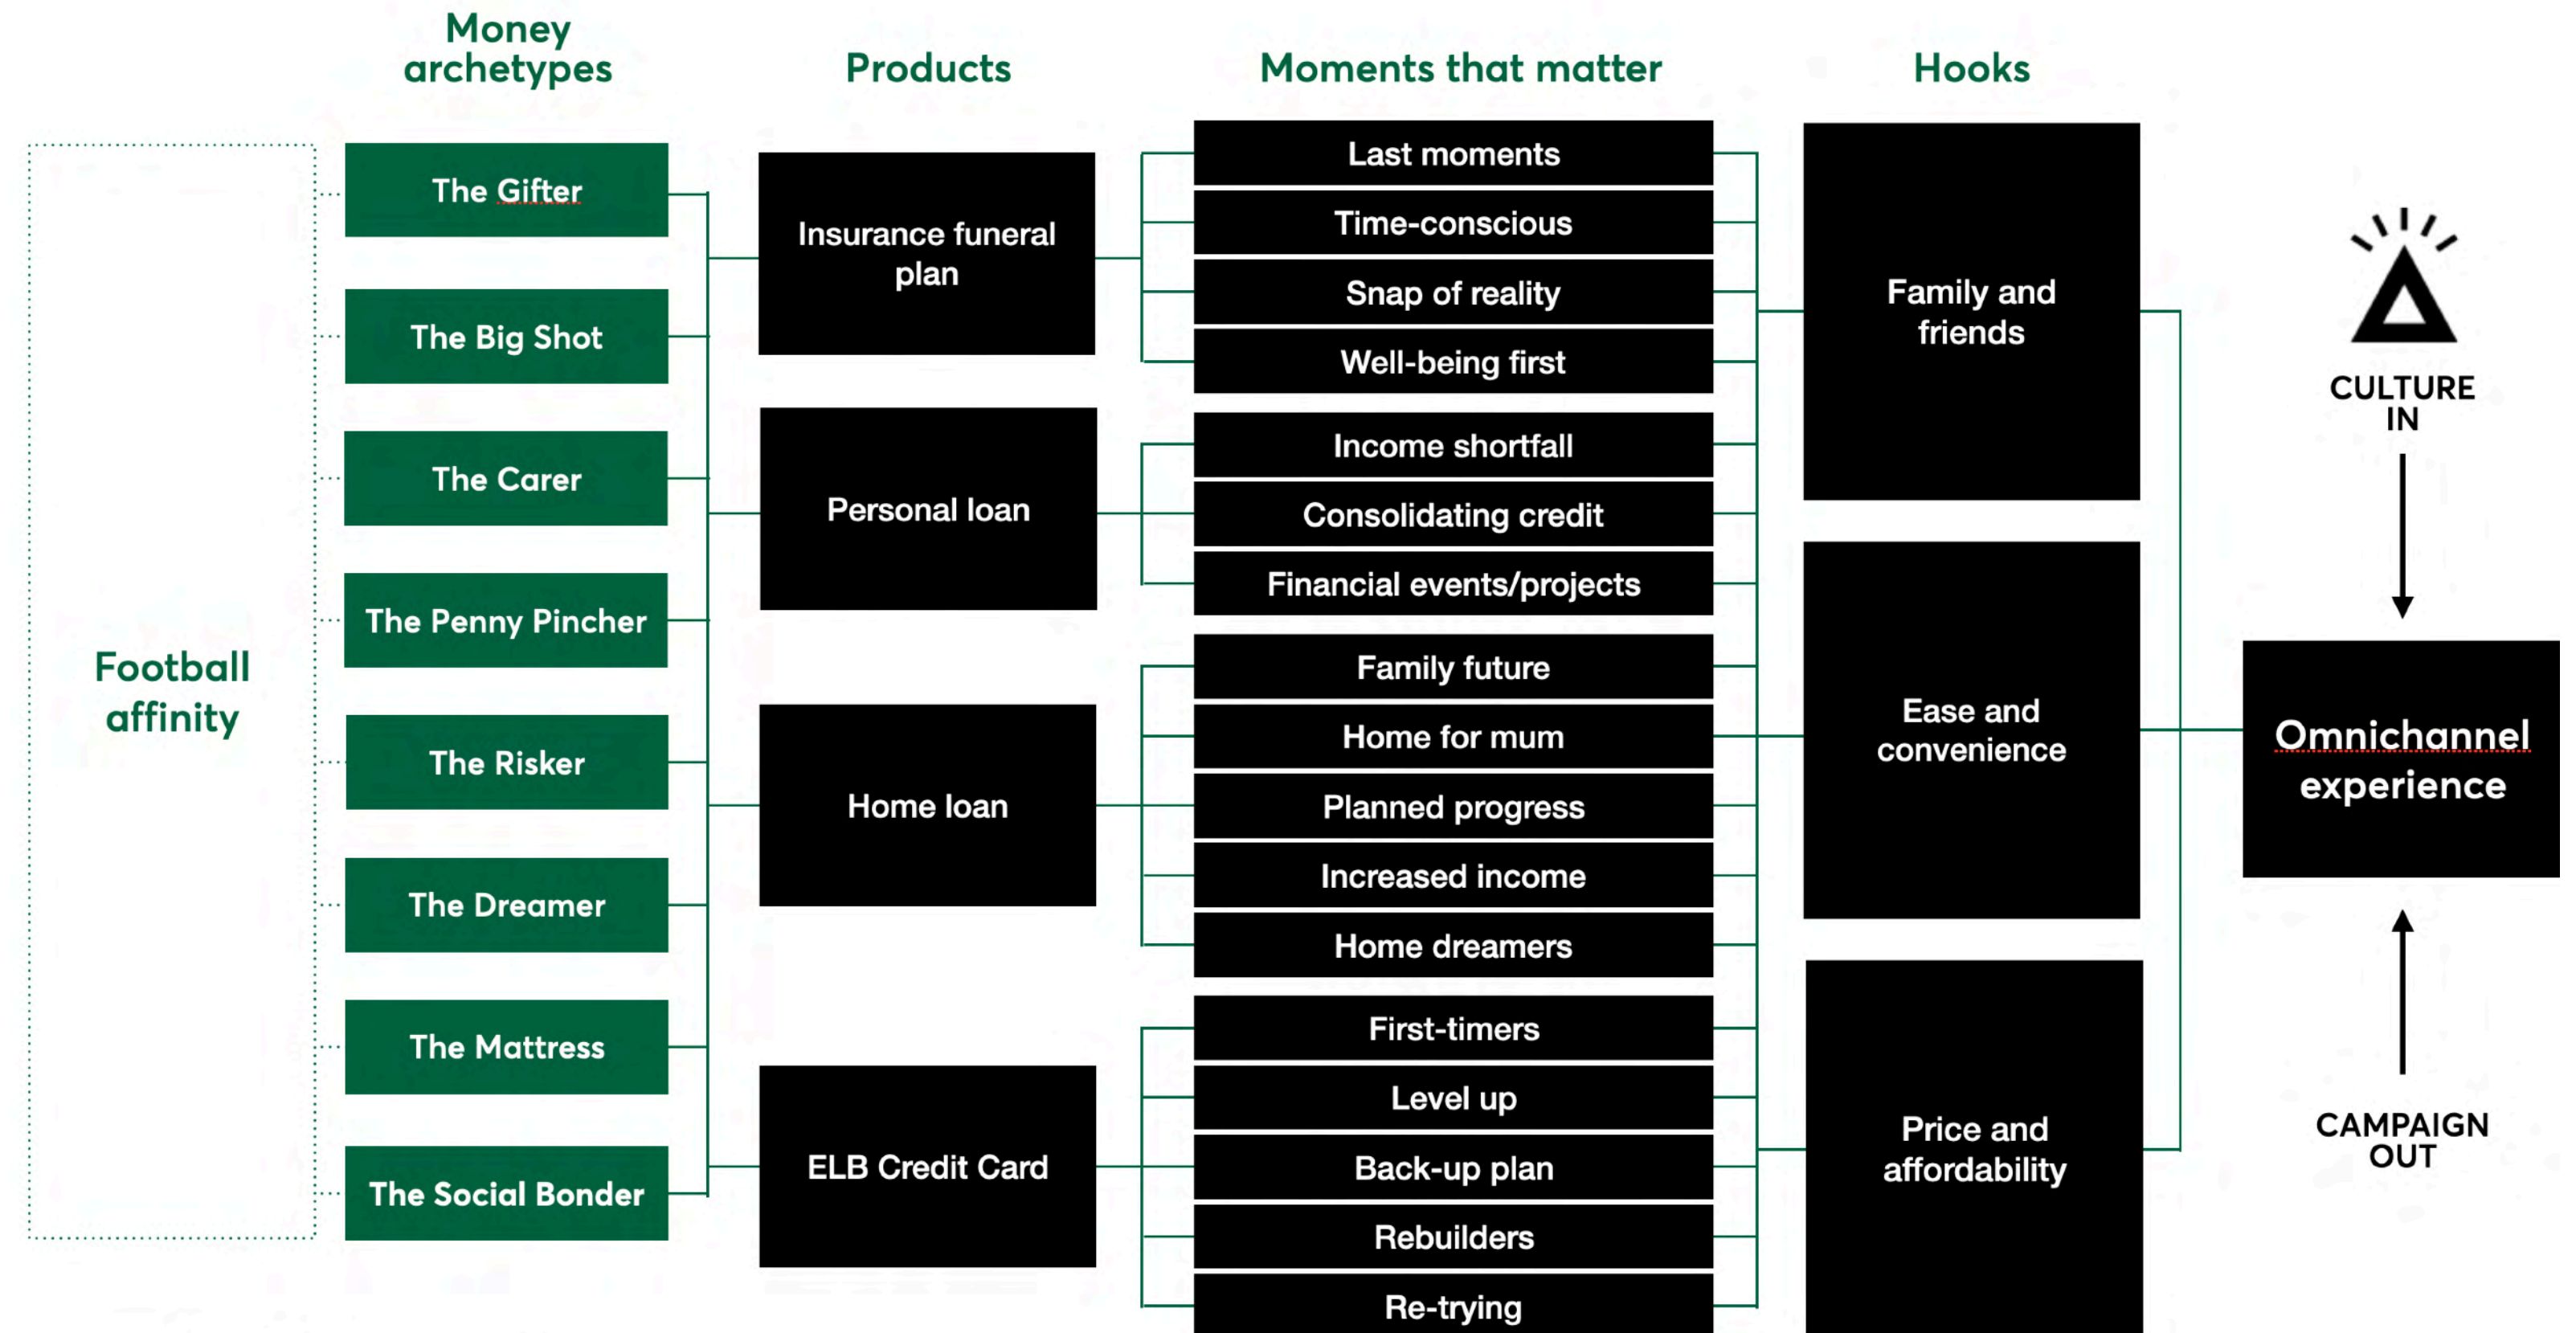 Money
archetypes
Products
Moments that matter
Hooks
Football
affinity
The Gifter
The Big Shot
The Carer
The Penny Pincher
The Risker
The Dreamer
The Mattress
The Social Bonder
Insurance funeral
plan
Personal loan
Home loan
ELB Credit Card
Last moments
Time-conscious
Snap of reality
Well-being first
Income shortfall
Consolidating credit
Financial events/projects
Family future
Home for mum
Planned progress
Increased income
Home dreamers
First-timers
Level up
Back-up plan
Rebuilders
Re-trying
Family and
friends
Ease and
convenience
Price and
affordability
CULTURE
IN
Omnichannel
experience
CAMPAIGN
OUT